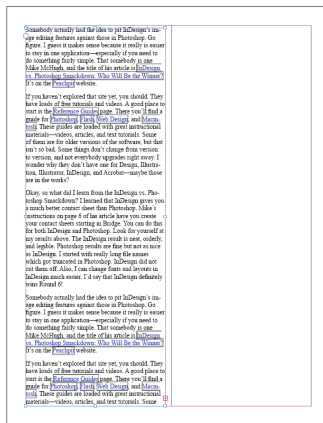 Somebody actually had the idea to pit InDesign's im-
age editing features against those in Photoshop. Go
figure. I guess it makes sense because it really is easier
to stay in one application—especially if you need to
do something fairly simple. That somebody is one
Mike McHugh, and the title of his article is InDesign
vs. Photoshop Smackdown: Who Will Be the Winner?
It's on the Peachpit website.
If you haven't explored that site yet, you should. They
have loads of free tutorials and videos. A good place to
start is the Reference Guides page. There you'll find a
guide for Photoshop, Flash, Web Design, and Macin-
tosh. These guides are loaded with great instructional
materials—videos, articles, and text tutorials. Some
of them are for older versions of the software, but that
isn't so bad. Some things don't change from version
to version, and not everybody upgrades right away. I
wonder why they don't have one for Design, Illustra-
tion, Illustrator, InDesign, and Acrobat—maybe those
are in the works?
Okay, so what did I learn from the InDesign vs. Pho-
toshop Smackdown? I learned that InDesign gives you
a much better contact sheet than Photoshop. Mike's
instructions on page 6 of his article have you create
your contact sheets starting in Bridge. You can do this
for both InDesign and Photoshop. Look for yourself at
my results above. The InDesign result is neat, orderly,
and legible. Photoshop results are fine but not as nice
as InDesign. I started with really long file names
which got truncated in Photoshop. InDesign did not
cut them off. Also, I can change fonts and layouts in
InDesign much easier. I'd say that InDesign definitely
wins Round 6!
Somebody actually had the idea to pit InDesign's im-
age editing features against those in Photoshop. Go
figure. I guess it makes sense because it really is easier
to stay in one application—especially if you need to
do something fairly simple. That somebody is one
Mike McHugh, and the title of his article is InDesign
vs. Photoshop Smackdown: Who Will Be the Winner?
It's on the Peachpit website.
If you haven't explored that site yet, you should. They
have loads of free tutorials and videos. A good place to
start is the Reference Guides page. There you'll find a
guide for Photoshop, Flash, Web Design, and Macin-
tosh. These guides are loaded with great instructional
materials—videos, articles, and text tutorials. Some